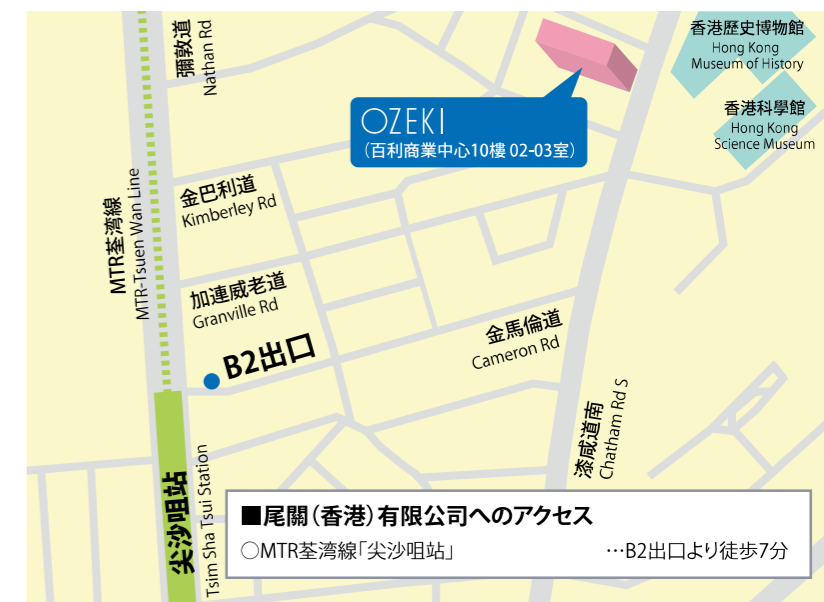 彌敦道
Nathan Rd
香港歷史博物館
Hong Kong
Museum of History
香港科學館
Hong Kong
Science Museum
OZEKI
(百利商業中心10樓 02-03室)
金巴利道
Kimberley Rd
MTR荃湾線
MTR-Tsuen Wan Line
加連威老道
Granville Rd
B2出口
金馬倫道
Cameron Rd
漆咸道南
Chatham Rd S
尖沙咀站
Tsim Sha Tsui Station
■尾關(香港)有限公司へのアクセス
○MTR荃湾線「尖沙咀站」 …B2出口より徒歩7分